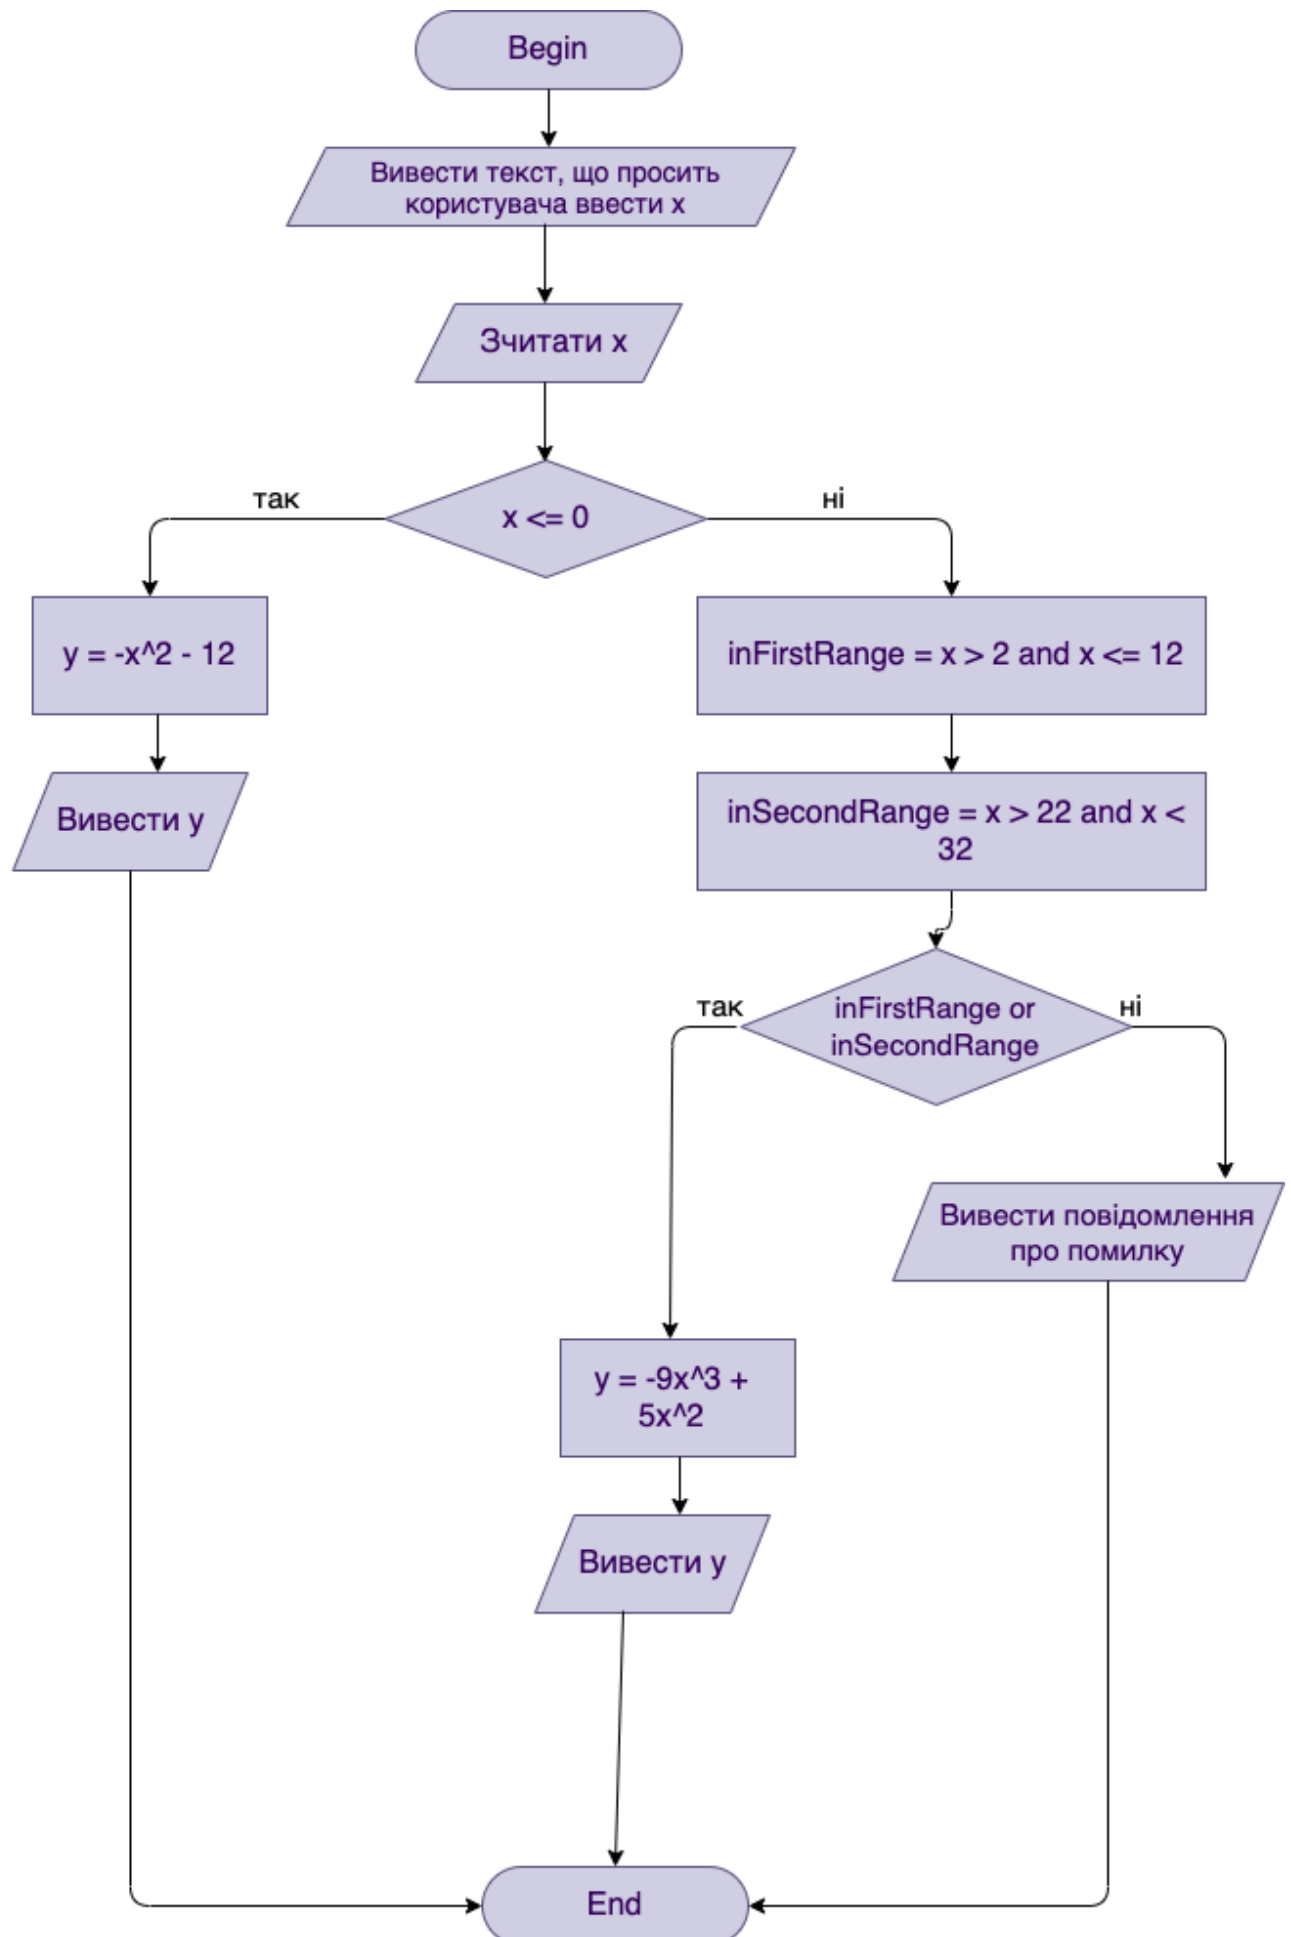 Begin
Вивести текст, що просить
користувача ввести х
Зчитати х
x <= 0
так
ні
y = -x^2 - 12
inFirstRange = x > 2 and x <= 12
Вивести у
inSecondRange = x > 22 and x <
32
inFirstRange or
inSecondRange
так
ні
Вивести повідомлення
про помилку
y = -9x^3 +
5x^2
Вивести у
End